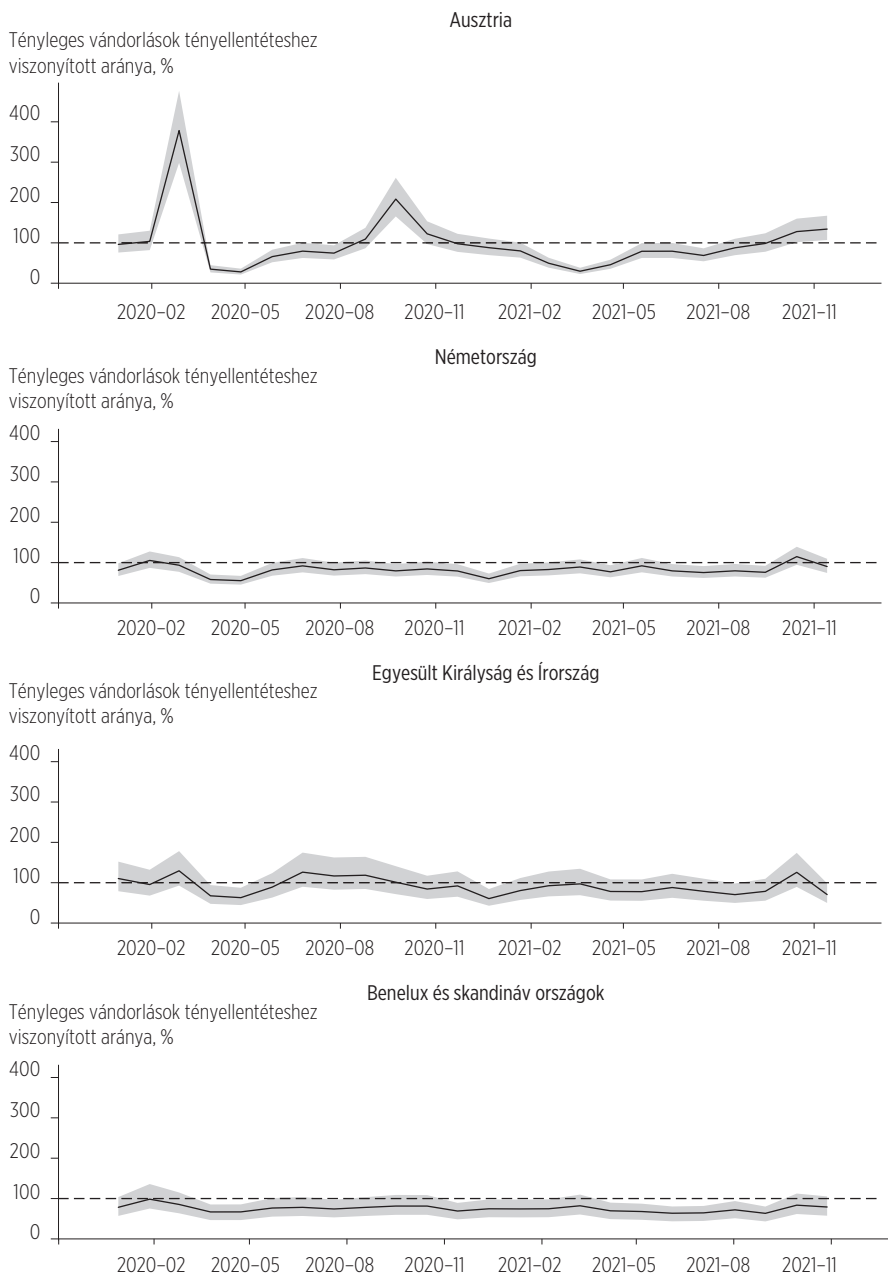 Ausztria
Tényleges vándorlások tényellentéteshez
viszonyított aránya, %
400
300
200
100
0
2020–02 2020–05 2020–08 2020–11 2021–02 2021–05 2021–08 2021–11
Németország
Tényleges vándorlások tényellentéteshez
viszonyított aránya, %
400
300
200
100
0
2020–02 2020–05 2020–08 2020–11 2021–02 2021–05 2021–08 2021–11
Egyesült Királyság és Írország
Tényleges vándorlások tényellentéteshez
viszonyított aránya, %
400
300
200
100
0
2020–02 2020–05 2020–08 2020–11 2021–02 2021–05 2021–08 2021–11
Benelux és skandináv országok
Tényleges vándorlások tényellentéteshez
viszonyított aránya, %
400
300
200
100
0
2020–02 2020–05 2020–08 2020–11 2021–02 2021–05 2021–08 2021–11